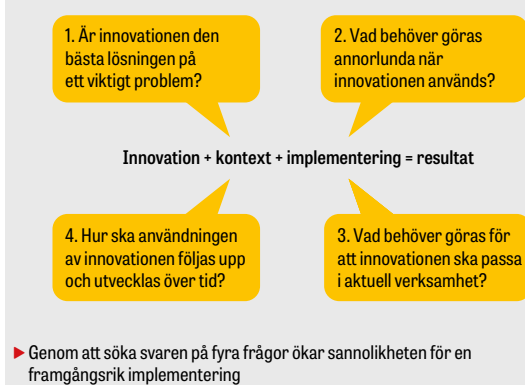 1. Är innovationen den
bästa lösningen på
ett viktigt problem?
2. Vad behöver göras
annorlunda när
innovationen används?
Innovation + kontext + implementering = resultat
4. Hur ska användningen
av innovationen följas upp
och utvecklas över tid?
3. Vad behöver göras för
att innovationen ska passa
i aktuell verksamhet?
Genom att söka svaren på fyra frågor ökar sannolikheten för en
framgångsrik implementering